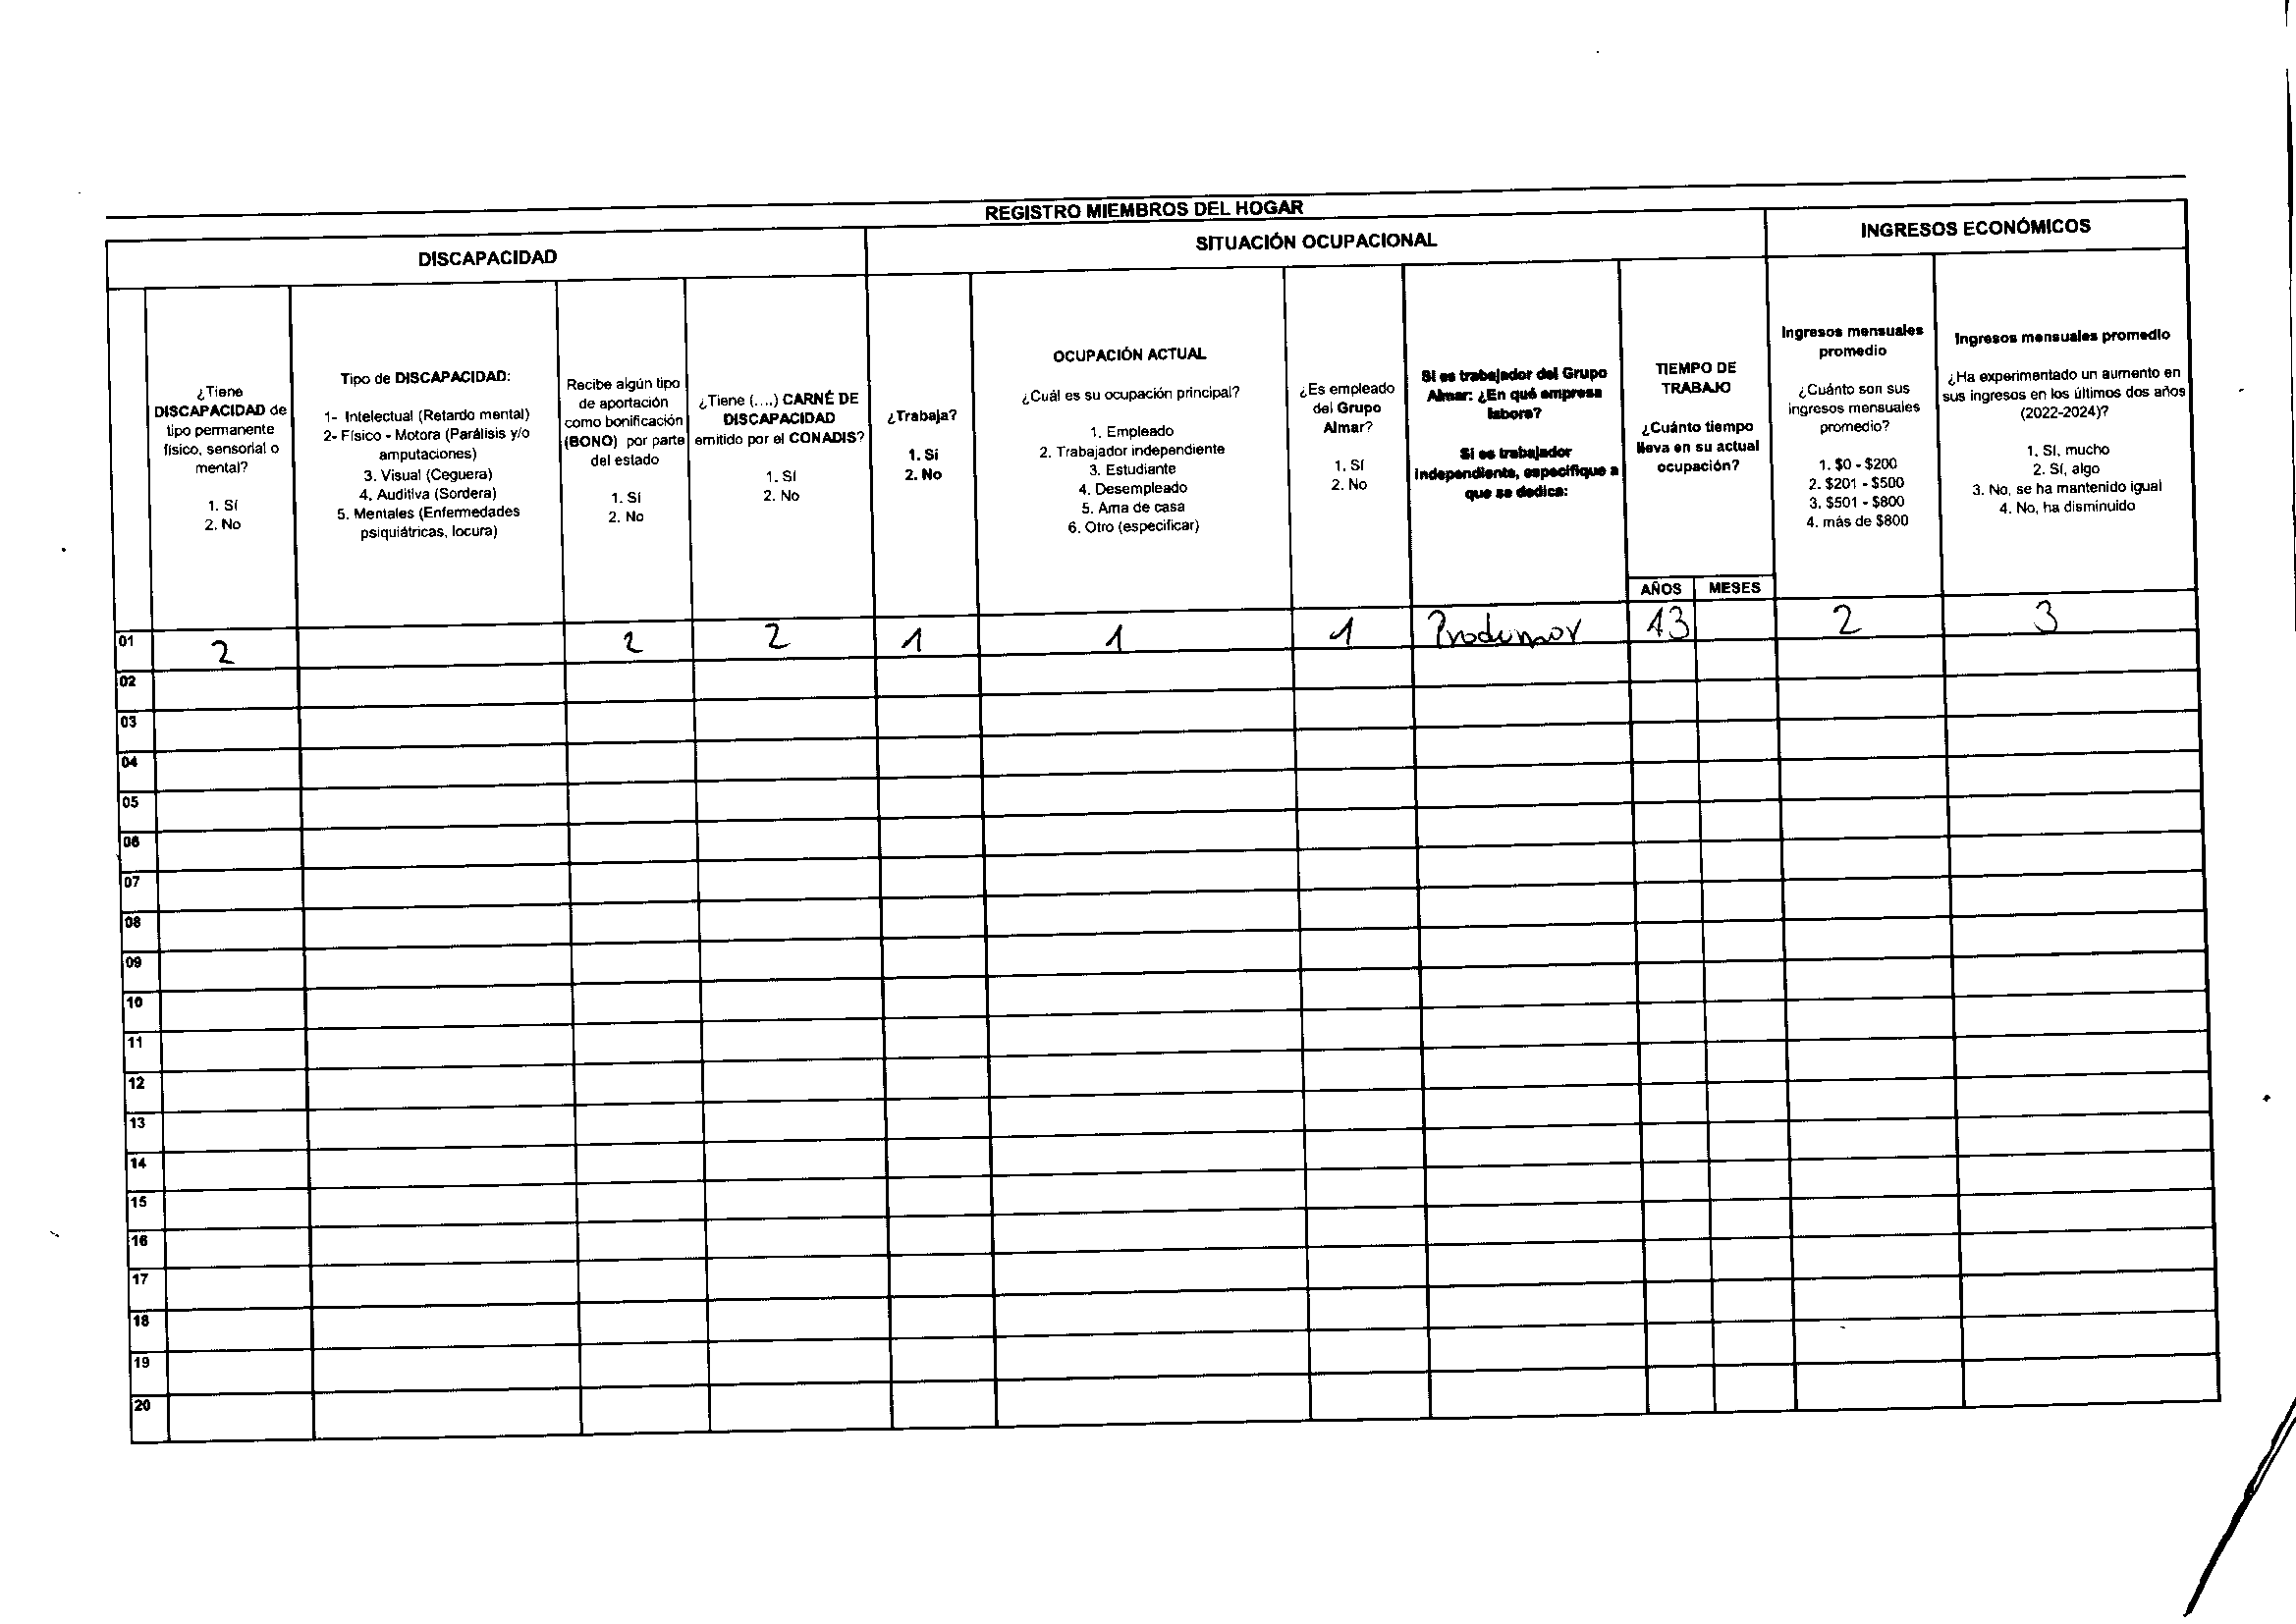 REGISTRO MIEMBROS DEL HOGAR
DISCAPACIDAD
SITUACIÓN OCUPACIONAL
INGRESOS ECONÓMICOS
¿Tiene
DISCAPACIDAD de
tipo permanente
físico, sensorial o
mental?
1. Sí
2. No
Tipo de DISCAPACIDAD:
1- Intelectual (Retardo mental)
2- Físico - Motora (Parálisis y/o
amputaciones)
3. Visual (Ceguera)
4. Auditiva (Sordera)
5. Mentales (Enfermedades
psiquiátricas, locura)
Recibe algún tipo
de aportación
como bonificación
(BONO) por parte
del estado
1. Sí
2. No
¿Tiene (....) CARNÉ DE
DISCAPACIDAD
emitido por el CONADIS?
1. Sí
2. No
¿Trabaja?
1. Sí
2. No
OCUPACIÓN ACTUAL
¿Cuál es su ocupación principal?
1. Empleado
2. Trabajador independiente
3. Estudiante
4. Desempleado
5. Ama de casa
6. Otro (especificar)
¿Es empleado
del Grupo
Almar?
1. Sí
2. No
Si es trabajador del Grupo
Almar: ¿En qué empresa
labora?
Si es trabajador
independiente, especifique a
que se dedica:
TIEMPO DE
TRABAJO
¿Cuánto tiempo
lleva en su actual
ocupación?
AÑOS MESES
Ingresos mensuales
promedio
¿Cuánto son sus
ingresos mensuales
promedio?
1. $0 - $200
2. $201 - $500
3. $501 - $800
4. más de $800
Ingresos mensuales promedio
¿Ha experimentado un aumento en
sus ingresos en los últimos dos años
(2022-2024)?
1. Sí, mucho
2. Sí, algo
3. No, se ha mantenido igual
4. No, ha disminuido
01 2 2 2 1 1 1 Produmar 13 2 3
02
03
04
05
06
07
08
09
10
11
12
13
14
15
16
17
18
19
20